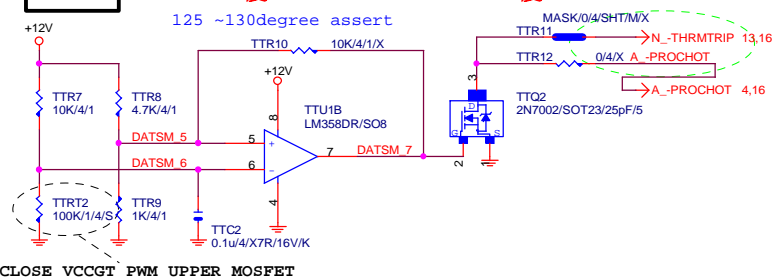 125 ~130degree assert
MASK/0/4/SHT/M/X
+12V
TTR10
10K/4/1/X
TTR11
N_-THRMTRIP 13,16
TTR12
0/4/X
A_-PROCHOT
+12V
A_-PROCHOT 4,16
TTR7
10K/4/1
TTR8
4.7K/4/1
TTU1B
LM358DR/SO8
3
D
G
S
TTQ2
2N7002/SOT23/25pF/5
8
DATSM_5
5
+
7
DATSM_7
DATSM_6
6
-
2
1
4
TTRT2
100K/1/4/S
TTR9
1K/4/1
TTC2
0.1u/4/X7R/16V/K
CLOSE VCCGT PWM UPPER MOSFET